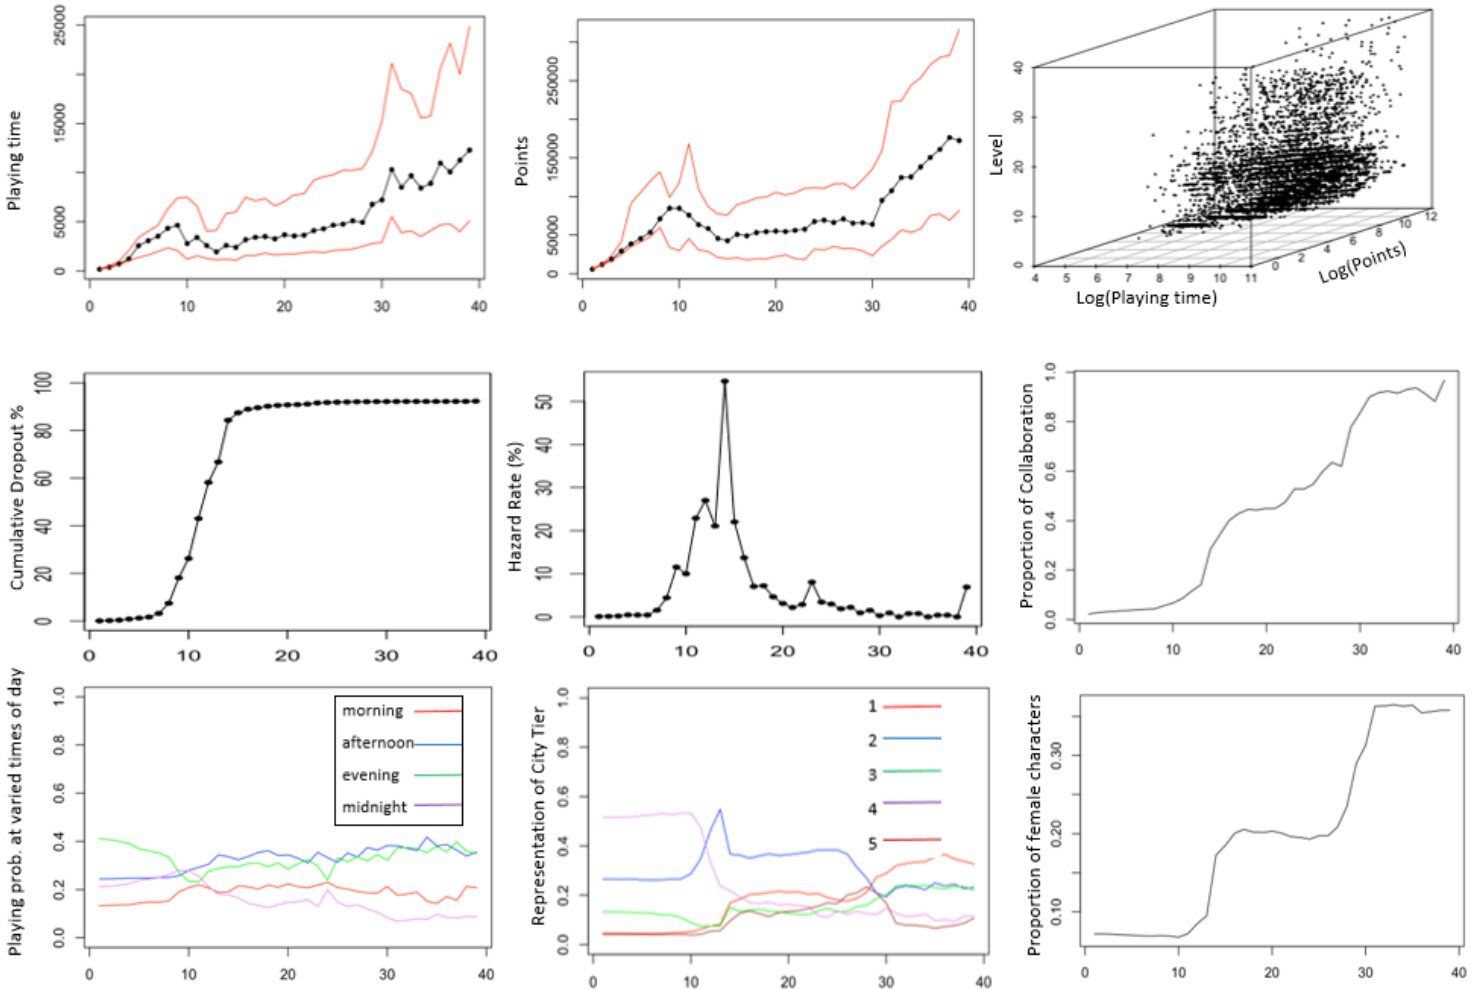 Playing time
25000
15000
50000
0
0 10 20 30 40
Points
250000
150000
50000
0
0 10 20 30 40
Level
40
30
20
10
0
4 5 6 7 8 9 10 11
Log(Playing time)
0 2 4 6 8 10 12
Log(Points)
Cumulative Dropout %
100
80
60
40
20
0
0 10 20 30 40
Hazard Rate (%)
50
40
30
20
10
0
0 10 20 30 40
Proportion of Collaboration
1.0
0.8
0.6
0.4
0.2
0.0
0 10 20 30 40
Playing prob. at varied times of day
1.0
0.8
0.6
0.4
0.2
0.0
morning
afternoon
evening
midnight
0 10 20 30 40
Representation of City Tier
1.0
0.8
0.6
0.4
0.2
0.0
1
2
3
4
5
0 10 20 30 40
Proportion of female characters
0.30
0.20
0.10
0 10 20 30 40